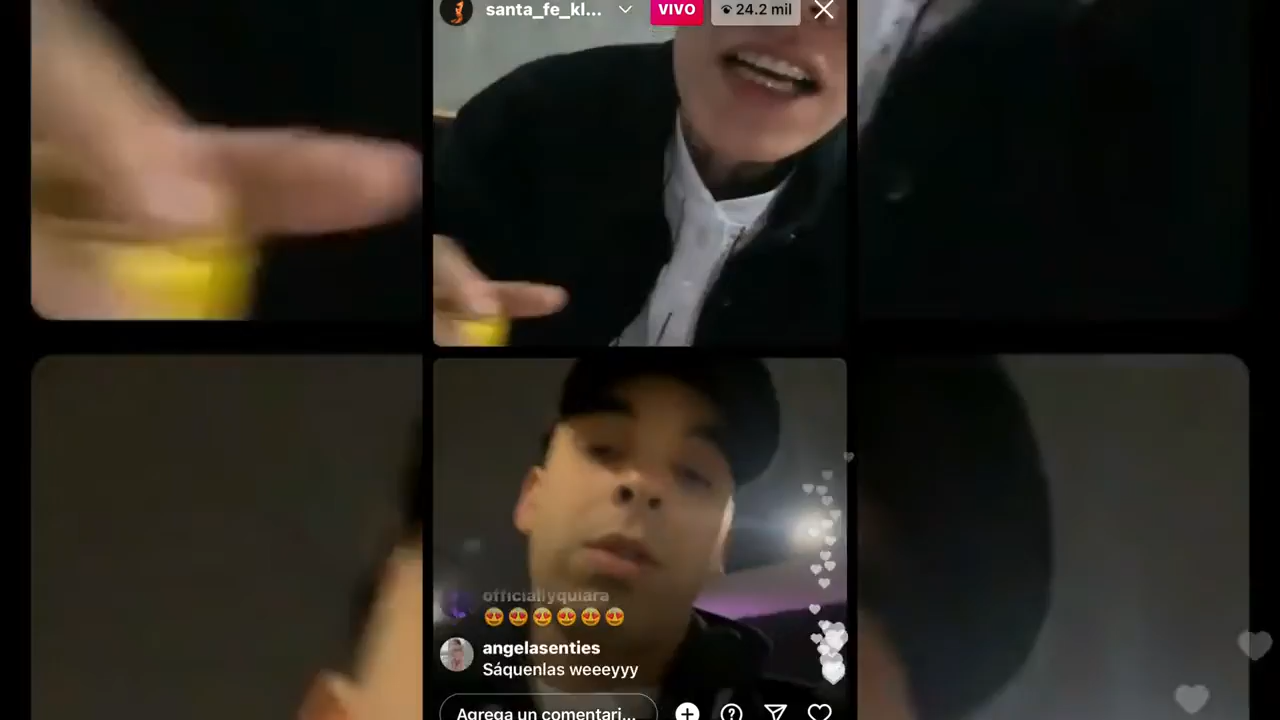 santa_fe_kl...
VIVO
24.2 mil
officiallyquiara
😍😍😍😍😍😍
angelasenties
Sáquenlas weeeyyy
Agrega un comentari...